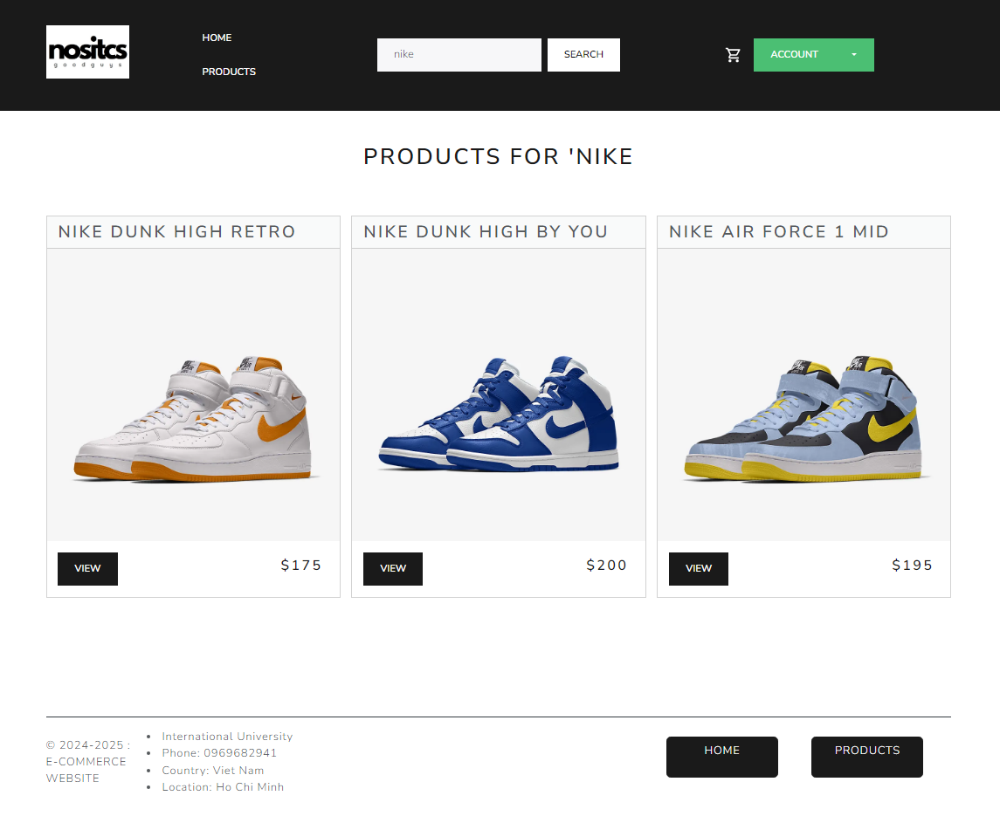 nositcs
goodguys
HOME
PRODUCTS
nike
SEARCH
ACCOUNT
PRODUCTS FOR 'NIKE
NIKE DUNK HIGH RETRO
NIKE DUNK HIGH BY YOU
NIKE AIR FORCE 1 MID
VIEW
$175
VIEW
$200
VIEW
$195
© 2024-2025 :
E-COMMERCE
WEBSITE
• International University
• Phone: 0969682941
• Country: Viet Nam
• Location: Ho Chi Minh
HOME
PRODUCTS